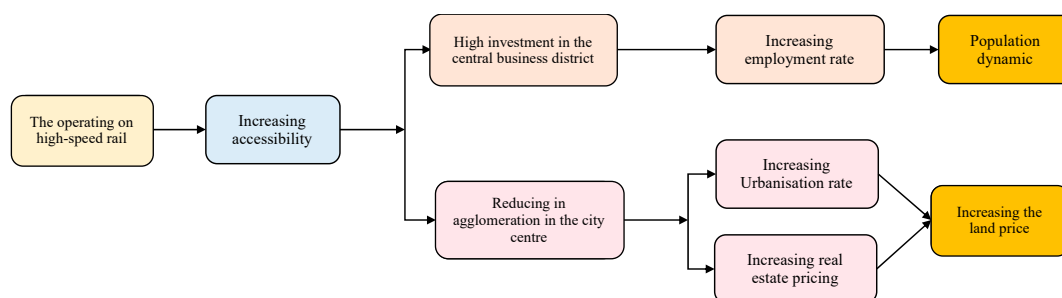 The operating on
high-speed rail
Increasing
accessibility
High investment in the
central business district
Increasing
employment rate
Population
dynamic
Reducing in
agglomeration in the city
centre
Increasing
Urbanisation rate
Increasing real
estate pricing
Increasing the
land price